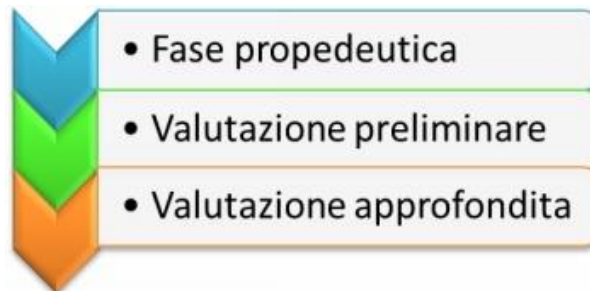 • Fase propedeutica
• Valutazione preliminare
• Valutazione approfondita